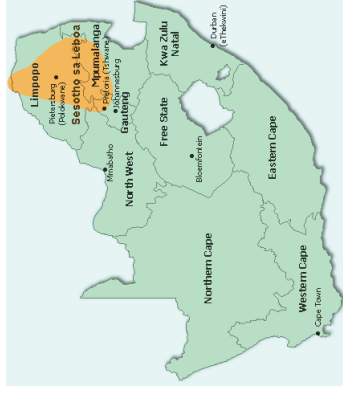 Limpopo
Pietersburg
(Polokwane)
Sesotho sa Leboa
Mpumalanga
Pretoria (Tshwane)
Johannesburg
Gauteng
Mmabatho
North West
Free State
Bloemfontein
Kwa Zulu
Natal
Durban
(eThekwini)
Northern Cape
Eastern Cape
Western Cape
Cape Town